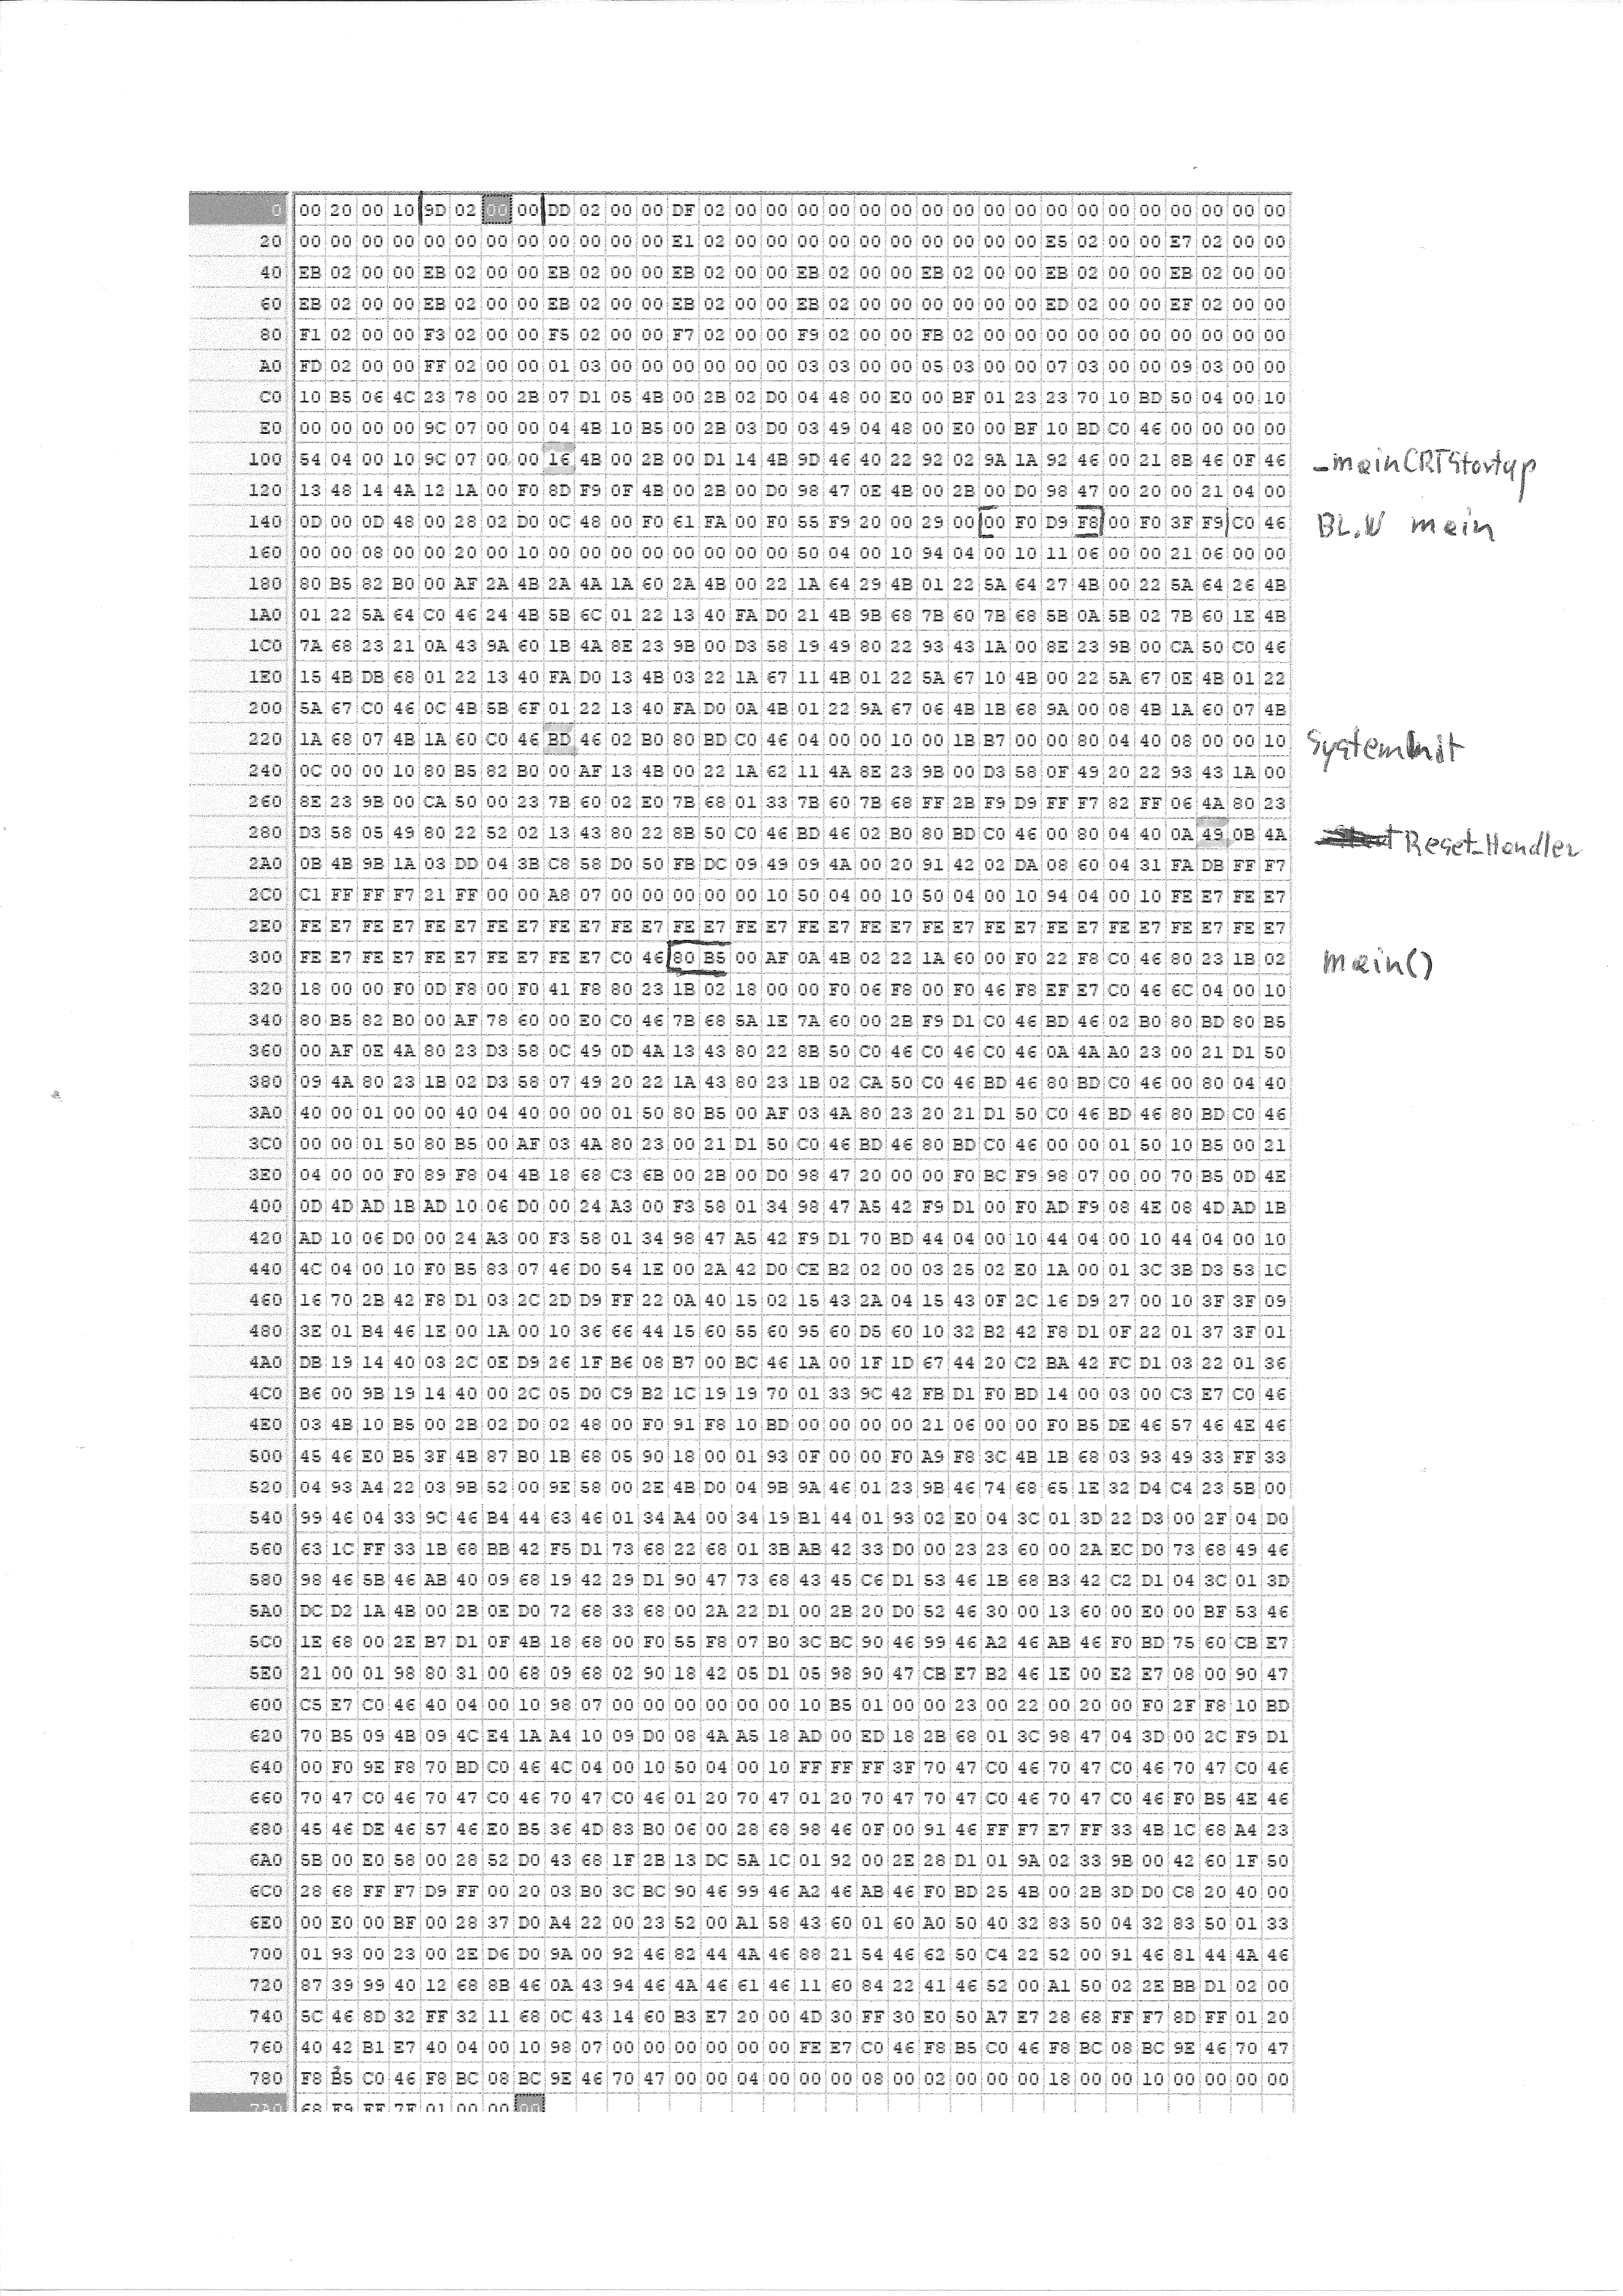 0 00 20 00 10 9D 02 00 00 DD 02 00 00 DF 02 00 00 00 00 00 00 00 00 00 00 00 00 00 00 00 00 00 00
20 00 00 00 00 00 00 00 00 00 00 00 00 E1 02 00 00 00 00 00 00 00 00 00 00 E5 02 00 00 E7 02 00 00
40 EB 02 00 00 EB 02 00 00 EB 02 00 00 EB 02 00 00 EB 02 00 00 EB 02 00 00 EB 02 00 00 EB 02 00 00
60 EB 02 00 00 EB 02 00 00 EB 02 00 00 EB 02 00 00 EB 02 00 00 00 00 00 00 ED 02 00 00 EF 02 00 00
80 F1 02 00 00 F3 02 00 00 F5 02 00 00 F7 02 00 00 F9 02 00 00 FB 02 00 00 00 00 00 00 00 00 00 00
A0 FD 02 00 00 FF 02 00 00 01 03 00 00 00 00 00 00 03 03 00 00 05 03 00 00 07 03 00 00 09 03 00 00
C0 10 B5 06 4C 23 78 00 2B 07 D1 05 4B 00 2B 02 D0 04 48 00 E0 00 BF 01 23 23 70 10 BD 50 04 00 10
E0 00 00 00 00 9C 07 00 00 04 4B 10 B5 00 2B 03 D0 03 49 04 48 00 E0 00 BF 10 BD C0 46 00 00 00 00
100 54 04 00 10 9C 07 00 00 16 4B 00 2B 00 D1 14 4B 9D 46 40 22 92 02 9A 1A 92 46 00 21 8B 46 0F 46 -mainCRTStartup
120 13 48 14 4A 12 1A 00 F0 8D F9 0F 4B 00 2B 00 D0 98 47 0E 4B 00 2B 00 D0 98 47 00 20 00 21 04 00
140 0D 00 0D 48 00 28 02 D0 0C 48 00 F0 61 FA 00 F0 55 F9 20 00 29 00 00 F0 D9 F8 00 F0 3F F9 C0 46 BL.W main
160 00 00 08 00 00 20 00 10 00 00 00 00 00 00 00 00 50 04 00 10 94 04 00 10 11 06 00 00 21 06 00 00
180 80 B5 82 B0 00 AF 2A 4B 2A 4A 1A 60 2A 4B 00 22 1A 64 29 4B 01 22 5A 64 27 4B 00 22 5A 64 26 4B
1A0 01 22 5A 64 C0 46 24 4B 5B 6C 01 22 13 40 FA D0 21 4B 9B 68 7B 60 7B 68 5B 0A 5B 02 7B 60 1E 4B
1C0 7A 68 23 21 0A 43 9A 60 1B 4A 8E 23 9B 00 D3 58 19 49 80 22 93 43 1A 00 8E 23 9B 00 CA 50 C0 46
1E0 15 4B DB 68 01 22 13 40 FA D0 13 4B 03 22 1A 67 11 4B 01 22 5A 67 10 4B 00 22 5A 67 0E 4B 01 22
200 5A 67 C0 46 0C 4B 5B 6F 01 22 13 40 FA D0 0A 4B 01 22 9A 67 06 4B 1B 68 9A 00 08 4B 1A 60 07 4B
220 1A 68 07 4B 1A 60 C0 46 BD 46 02 B0 80 BD C0 46 04 00 00 10 00 1B B7 00 00 80 04 40 08 00 00 10 SystemInit
240 0C 00 00 10 80 B5 82 B0 00 AF 13 4B 00 22 1A 62 11 4A 8E 23 9B 00 D3 58 0F 49 20 22 93 43 1A 00
260 8E 23 9B 00 CA 50 00 23 7B 60 02 E0 7B 68 01 33 7B 60 7B 68 FF 2B F9 D9 FF F7 82 FF 06 4A 80 23
280 D3 58 05 49 80 22 52 02 13 43 80 22 8B 50 C0 46 BD 46 02 B0 80 BD C0 46 00 80 04 40 0A 49 0B 4A Reset_Handler
2A0 0B 4B 9B 1A 03 DD 04 3B C8 58 D0 50 FB DC 09 49 09 4A 00 20 91 42 02 DA 08 60 04 31 FA DB FF F7
2C0 C1 FF FF F7 21 FF 00 00 A8 07 00 00 00 00 00 10 50 04 00 10 50 04 00 10 94 04 00 10 FE E7 FE E7
2E0 FE E7 FE E7 FE E7 FE E7 FE E7 FE E7 FE E7 FE E7 FE E7 FE E7 FE E7 FE E7 FE E7 FE E7 FE E7 FE E7
300 FE E7 FE E7 FE E7 FE E7 FE E7 C0 46 80 B5 00 AF 0A 4B 02 22 1A 60 00 F0 22 F8 C0 46 80 23 1B 02 main()
320 18 00 00 F0 0D F8 00 F0 41 F8 80 23 1B 02 18 00 00 F0 06 F8 00 F0 46 F8 EF E7 C0 46 6C 04 00 10
340 80 B5 82 B0 00 AF 78 60 00 E0 C0 46 7B 68 5A 1E 7A 60 00 2B F9 D1 C0 46 BD 46 02 B0 80 BD 80 B5
360 00 AF 0E 4A 80 23 D3 58 0C 49 0D 4A 13 43 80 22 8B 50 C0 46 C0 46 C0 46 0A 4A A0 23 00 21 D1 50
380 09 4A 80 23 1B 02 D3 58 07 49 20 22 1A 43 80 23 1B 02 CA 50 C0 46 BD 46 80 BD C0 46 00 80 04 40
3A0 40 00 01 00 00 40 04 40 00 00 01 50 80 B5 00 AF 03 4A 80 23 20 21 D1 50 C0 46 BD 46 80 BD C0 46
3C0 00 00 01 50 80 B5 00 AF 03 4A 80 23 00 21 D1 50 C0 46 BD 46 80 BD C0 46 00 00 01 50 10 B5 00 21
3E0 04 00 00 F0 89 F8 04 4B 18 68 C3 6B 00 2B 00 D0 98 47 20 00 00 F0 BC F9 98 07 00 00 70 B5 0D 4E
400 0D 4D AD 1B AD 10 06 D0 00 24 A3 00 F3 58 01 34 98 47 A5 42 F9 D1 00 F0 AD F9 08 4E 08 4D AD 1B
420 AD 10 06 D0 00 24 A3 00 F3 58 01 34 98 47 A5 42 F9 D1 70 BD 44 04 00 10 44 04 00 10 44 04 00 10
440 4C 04 00 10 F0 B5 83 07 46 D0 54 1E 00 2A 42 D0 CE B2 02 00 03 25 02 E0 1A 00 01 3C 3B D3 53 1C
460 16 70 2B 42 F8 D1 03 2C 2D D9 FF 22 0A 40 15 02 15 43 2A 04 15 43 0F 2C 16 D9 27 00 10 3F 3F 09
480 3E 01 B4 46 1E 00 1A 00 10 36 66 44 15 60 55 60 95 60 D5 60 10 32 B2 42 F8 D1 0F 22 01 37 3F 01
4A0 DB 19 14 40 03 2C 0E D9 26 1F B6 08 B7 00 BC 46 1A 00 1F 1D 67 44 20 C2 BA 42 FC D1 03 22 01 36
4C0 B6 00 9B 19 14 40 00 2C 05 D0 C9 B2 1C 19 19 70 01 33 9C 42 FB D1 F0 BD 14 00 03 00 C3 E7 C0 46
4E0 03 4B 10 B5 00 2B 02 D0 02 48 00 F0 91 F8 10 BD 00 00 00 00 21 06 00 00 F0 B5 DE 46 57 46 4E 46
500 45 46 E0 B5 3F 4B 87 B0 1B 68 05 90 18 00 01 93 0F 00 00 F0 A9 F8 3C 4B 1B 68 03 93 49 33 FF 33
520 04 93 A4 22 03 9B 52 00 9E 58 00 2E 4B D0 04 9B 9A 46 01 23 9B 46 74 68 65 1E 32 D4 C4 23 5B 00
540 99 46 04 33 9C 46 B4 44 63 46 01 34 A4 00 34 19 B1 44 01 93 02 E0 04 3C 01 3D 22 D3 00 2F 04 D0
560 63 1C FF 33 1B 68 BB 42 F5 D1 73 68 22 68 01 3B AB 42 33 D0 00 23 23 60 00 2A EC D0 73 68 49 46
580 98 46 5B 46 AB 40 09 68 19 42 29 D1 90 47 73 68 43 45 C6 D1 53 46 1B 68 B3 42 C2 D1 04 3C 01 3D
5A0 DC D2 1A 4B 00 2B 0E D0 72 68 33 68 00 2A 22 D1 00 2B 20 D0 52 46 30 00 13 60 00 E0 00 BF 53 46
5C0 1E 68 00 2E B7 D1 0F 4B 18 68 00 F0 55 F8 07 B0 3C BC 90 46 99 46 A2 46 AB 46 F0 BD 75 60 CB E7
5E0 21 00 01 98 80 31 00 68 09 68 02 90 18 42 05 D1 05 98 90 47 CB E7 B2 46 1E 00 E2 E7 08 00 90 47
600 C5 E7 C0 46 40 04 00 10 98 07 00 00 00 00 00 00 10 B5 01 00 00 23 00 22 00 20 00 F0 2F F8 10 BD
620 70 B5 09 4B 09 4C E4 1A A4 10 09 D0 08 4A A5 18 AD 00 ED 18 2B 68 01 3C 98 47 04 3D 00 2C F9 D1
640 00 F0 9E F8 70 BD C0 46 4C 04 00 10 50 04 00 10 FF FF FF 3F 70 47 C0 46 70 47 C0 46 70 47 C0 46
660 70 47 C0 46 70 47 C0 46 70 47 C0 46 01 20 70 47 01 20 70 47 70 47 C0 46 70 47 C0 46 F0 B5 4E 46
680 45 46 DE 46 57 46 E0 B5 36 4D 83 B0 06 00 28 68 98 46 0F 00 91 46 FF F7 E7 FF 33 4B 1C 68 A4 23
6A0 5B 00 E0 58 00 28 52 D0 43 68 1F 2B 13 DC 5A 1C 01 92 00 2E 28 D1 01 9A 02 33 9B 00 42 60 1F 50
6C0 28 68 FF F7 D9 FF 00 20 03 B0 3C BC 90 46 99 46 A2 46 AB 46 F0 BD 25 4B 00 2B 3D D0 C8 20 40 00
6E0 00 E0 00 BF 00 28 37 D0 A4 22 00 23 52 00 A1 58 43 60 01 60 A0 50 40 32 83 50 04 32 83 50 01 33
700 01 93 00 23 00 2E D6 D0 9A 00 92 46 82 44 4A 46 88 21 54 46 62 50 C4 22 52 00 91 46 81 44 4A 46
720 87 39 99 40 12 68 8B 46 0A 43 94 46 4A 46 61 46 11 60 84 22 41 46 52 00 A1 50 02 2E BB D1 02 00
740 5C 46 8D 32 FF 32 11 68 0C 43 14 60 B3 E7 20 00 4D 30 FF 30 E0 50 A7 E7 28 68 FF F7 8D FF 01 20
760 40 42 B1 E7 40 04 00 10 98 07 00 00 00 00 00 00 FE E7 C0 46 F8 B5 C0 46 F8 BC 08 BC 9E 46 70 47
780 F8 B5 C0 46 F8 BC 08 BC 9E 46 70 47 00 00 04 00 00 00 08 00 02 00 00 00 18 00 00 10 00 00 00 00
7A0 68 F9 FF 7F 01 00 00 00